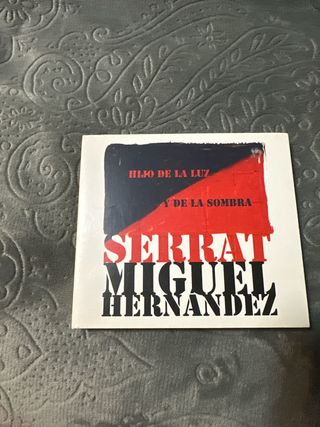 HIJO DE LA LUZ
Y DE LA SOMBRA
SERRAT
MIGUEL
HERNANDEZ